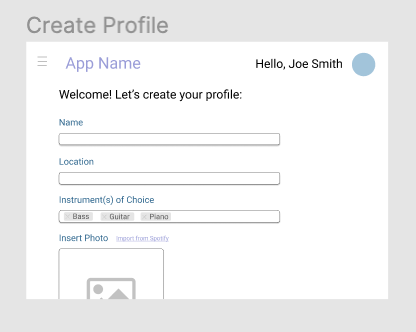 Create Profile
App Name
Hello, Joe Smith
Welcome! Let's create your profile:
Name
Location
Instrument(s) of Choice
Bass Guitar Piano
Insert Photo Import from Spotify